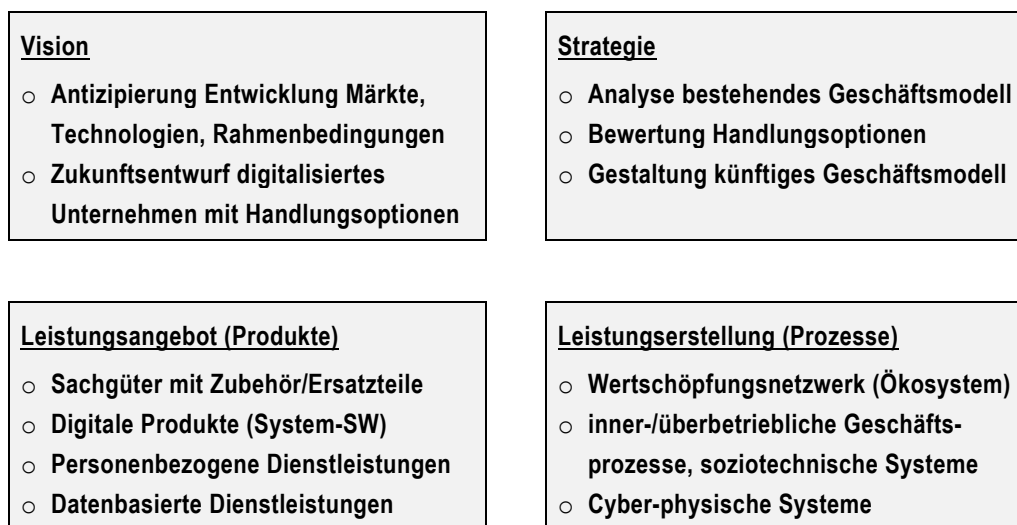 Vision
○ Antizipierung Entwicklung Märkte,
Technologien, Rahmenbedingungen
○ Zukunftsentwurf digitalisiertes
Unternehmen mit Handlungsoptionen
Strategie
○ Analyse bestehendes Geschäftsmodell
○ Bewertung Handlungsoptionen
○ Gestaltung künftiges Geschäftsmodell
Leistungsangebot (Produkte)
○ Sachgüter mit Zubehör/Ersatzteile
○ Digitale Produkte (System-SW)
○ Personenbezogene Dienstleistungen
○ Datenbasierte Dienstleistungen
Leistungserstellung (Prozesse)
○ Wertschöpfungsnetzwerk (Ökosystem)
○ inner-/überbetriebliche Geschäfts-
prozesse, soziotechnische Systeme
○ Cyber-physische Systeme